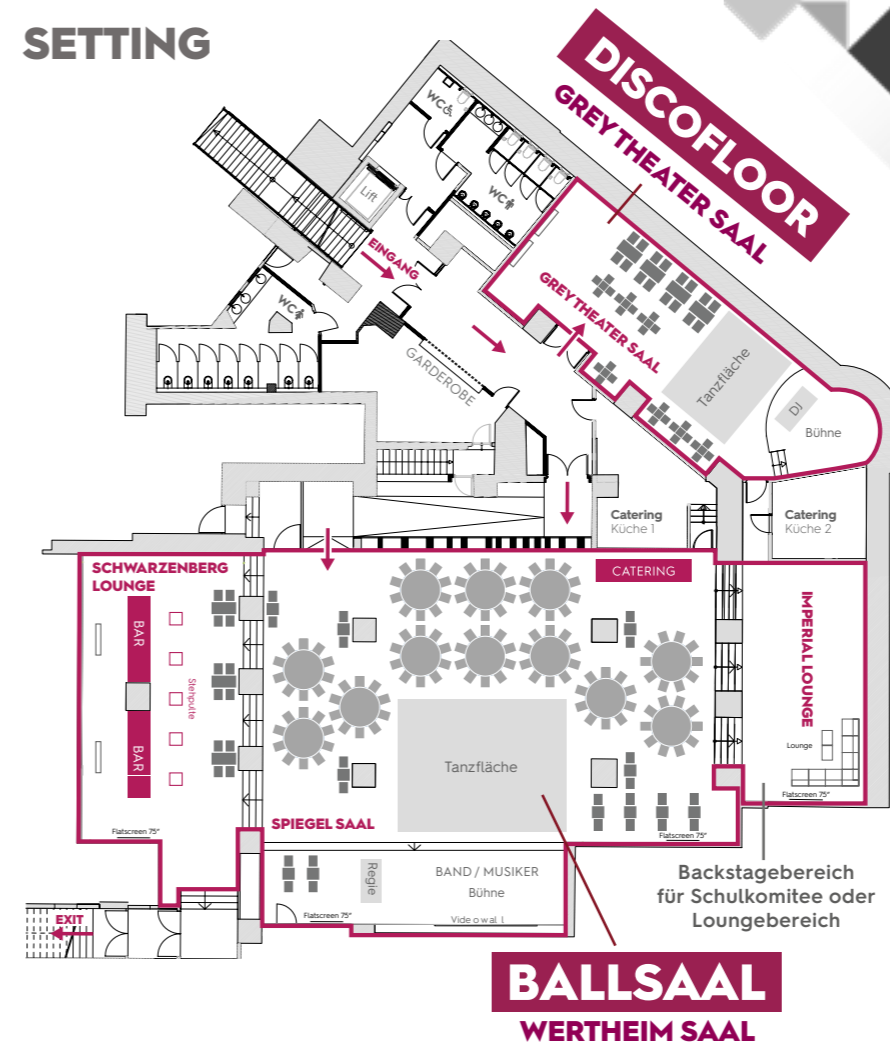 SETTING
DISCOFLOOR
GREY THEATER SAAL
WC
Lift
WC
EINGANG
WC
GREY THEATER SAAL
GARDEROBE
Tanzfläche
DJ
Bühne
Catering
Küche 1
Catering
Küche 2
SCHWARZENBERG
LOUNGE
CATERING
BAR
BAR
Stehpulte
IMPERIAL LOUNGE
Lounge
Flatscreen 75"
Tanzfläche
SPIEGEL SAAL
Flatscreen 75"
Flatscreen 75"
Regie
BAND / MUSIKER
Bühne
Flatscreen 75"
Videowall
EXIT
Backstagebereich
für Schulkomitee oder
Loungebereich
BALLSAAL
WERTHEIM SAAL